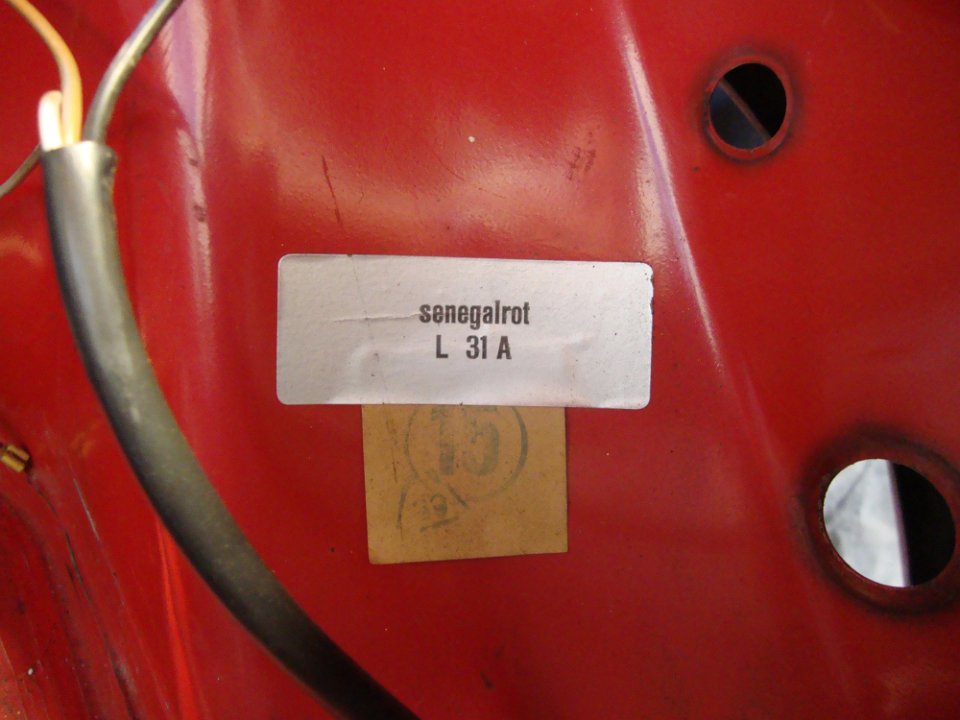 senegalrot
L 31 A
15